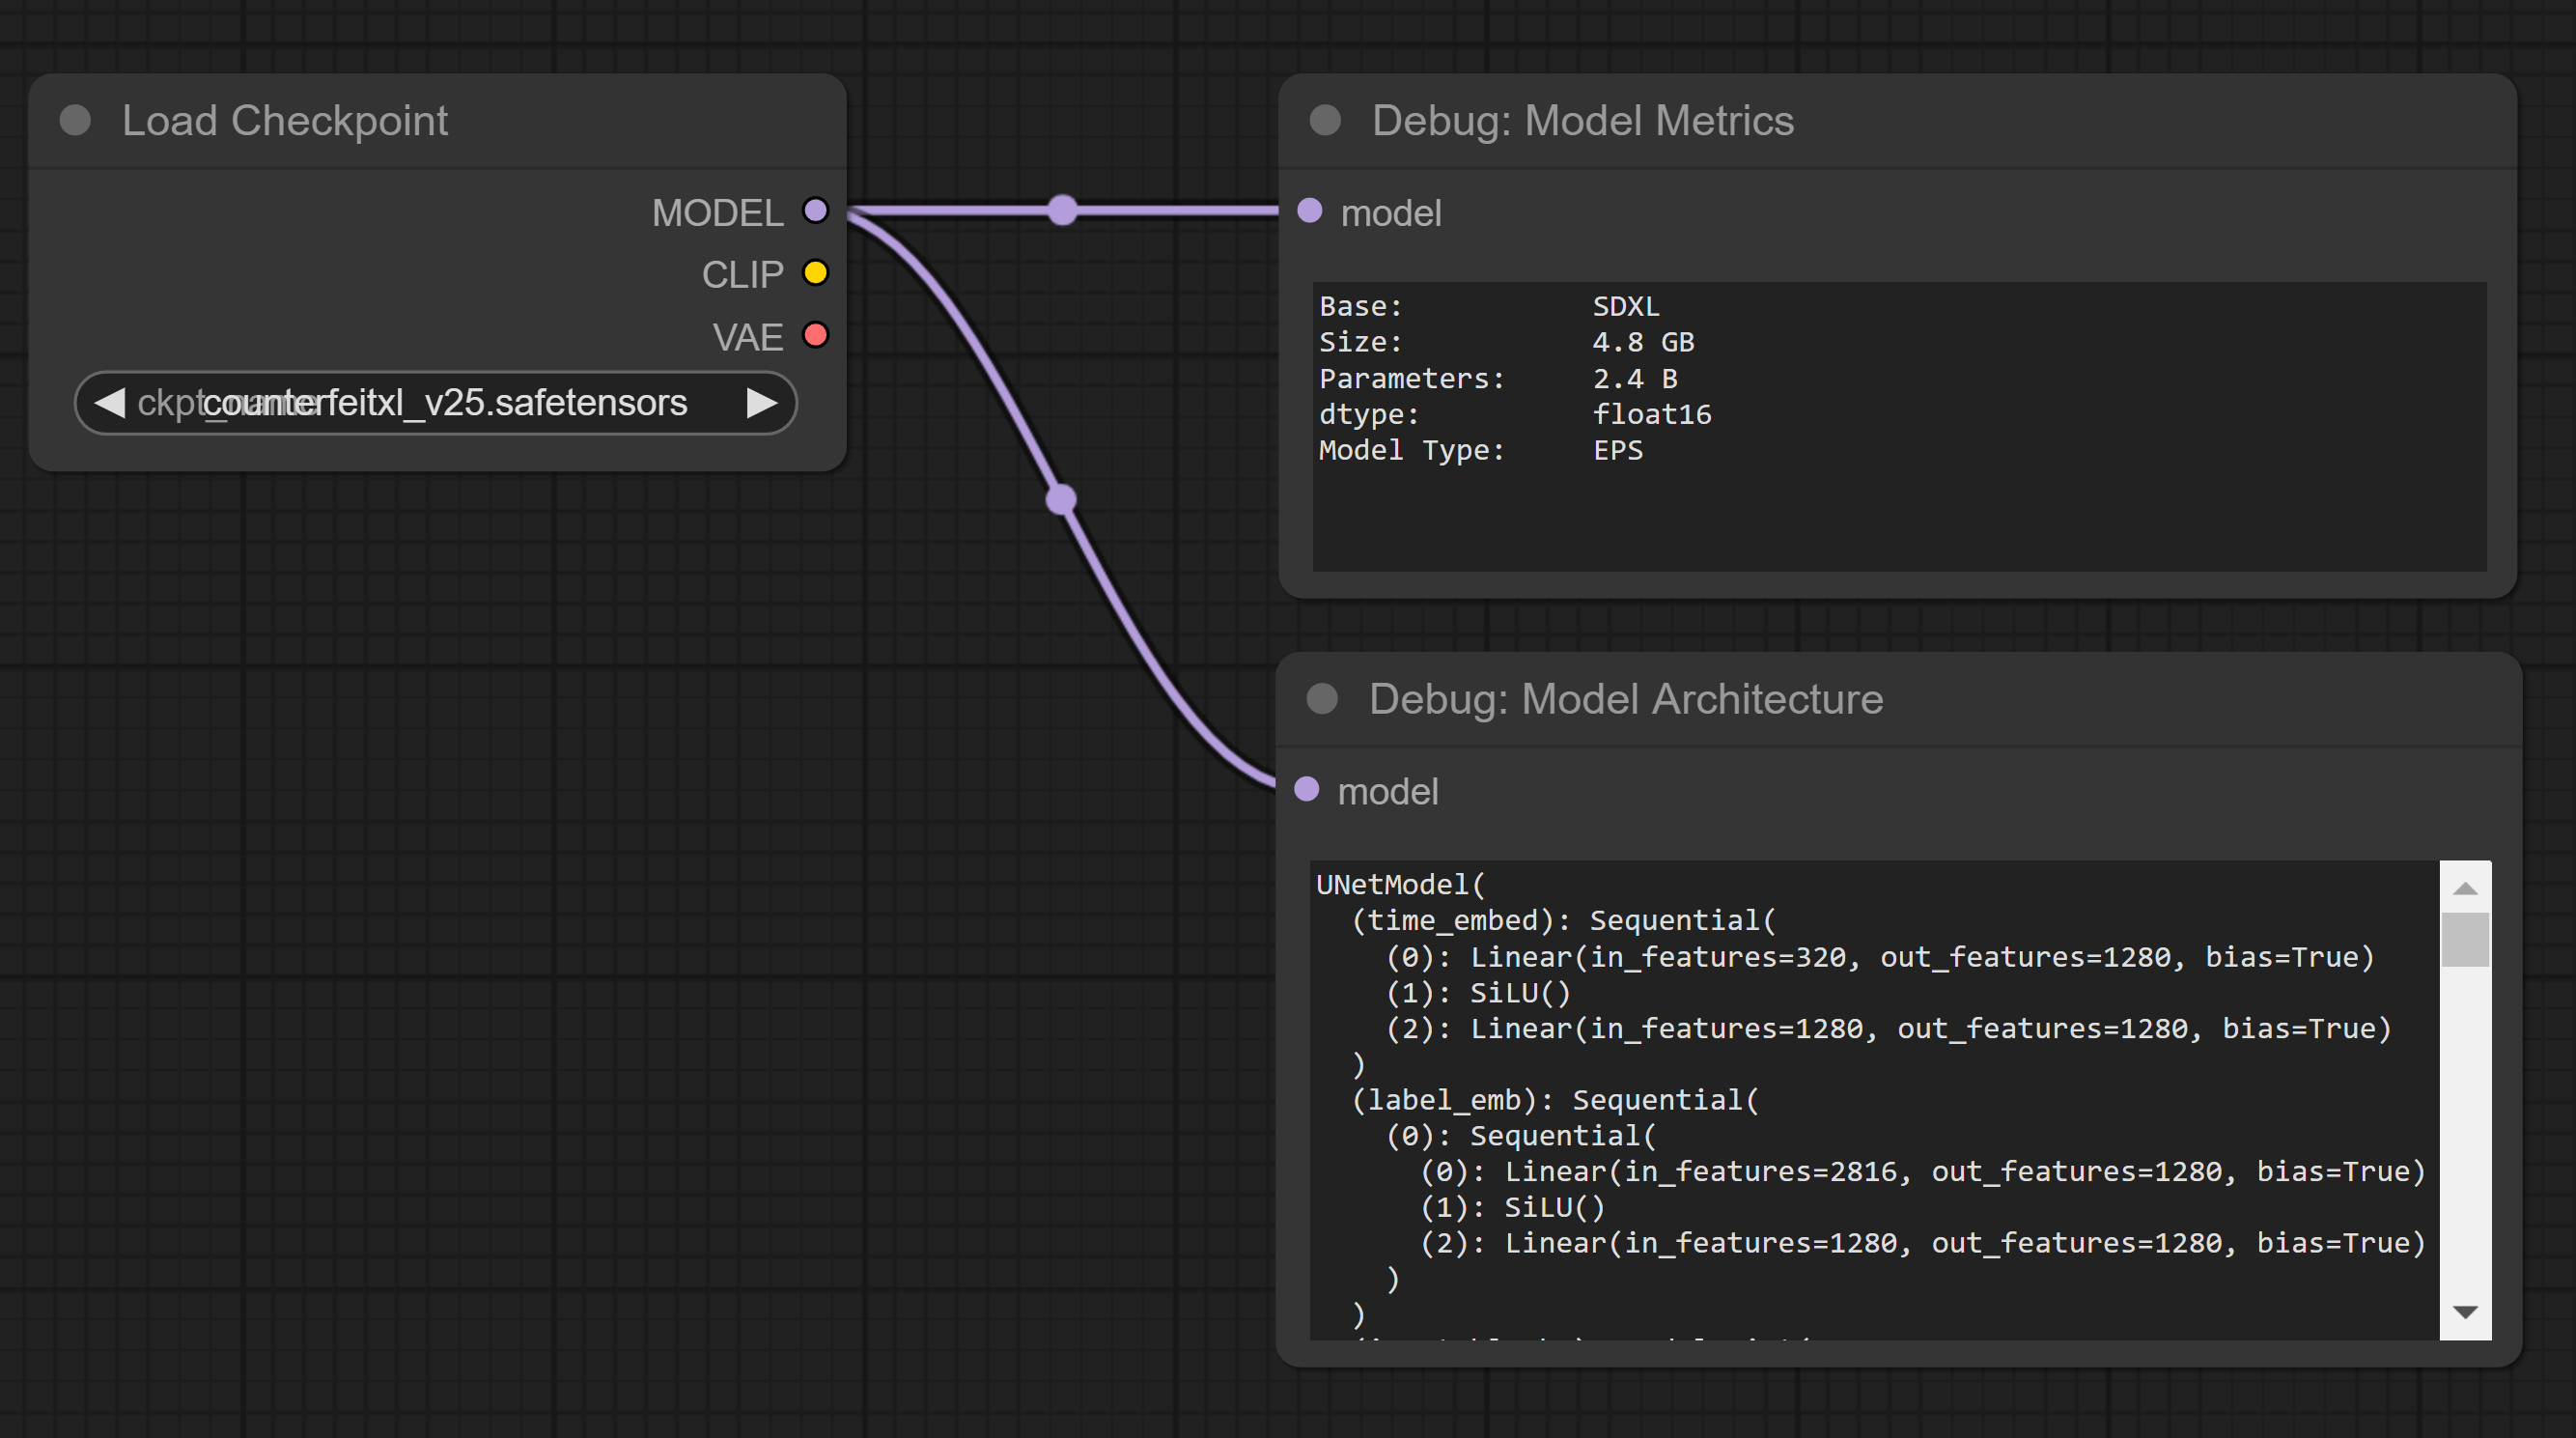 Load Checkpoint
MODEL
CLIP
VAE
ckpt_name counterfeitxl_v25.safetensors
Debug: Model Metrics
model
Base: SDXL
Size: 4.8 GB
Parameters: 2.4 B
dtype: float16
Model Type: EPS
Debug: Model Architecture
model
UNetModel(
  (time_embed): Sequential(
    (0): Linear(in_features=320, out_features=1280, bias=True)
    (1): SiLU()
    (2): Linear(in_features=1280, out_features=1280, bias=True)
  )
  (label_emb): Sequential(
    (0): Sequential(
      (0): Linear(in_features=2816, out_features=1280, bias=True)
      (1): SiLU()
      (2): Linear(in_features=1280, out_features=1280, bias=True)
    )
  )